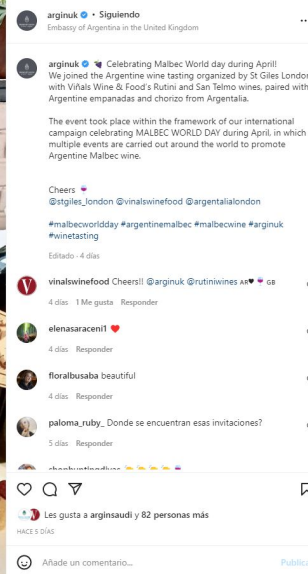 arginuk • Siguiendo
Embassy of Argentina in the United Kingdom
arginuk Celebrating Malbec World day during April!!
We joined the Argentine wine tasting organized by St Giles London
with Viñals Wine & Food's Rutini and San Telmo wines, paired with
Argentine empanadas and chorizo from Argentalia.
The event took place within the framework of our international
campaign celebrating MALBEC WORLD DAY during April, in which
multiple events are carried out around the world to promote
Argentine Malbec wine.
Cheers 🍷
@stgiles_london @vinalswinefood @argentalialondon
#malbecworldday #argentinemalbec #malbecwine #arginuk
#winetasting
Editado · 4 días
vinalswinefood Cheers!! @arginuk @rutiniwines AR🖤🍷 GB
4 días 1 Me gusta Responder
elenasaraceni1 ❤️
4 días Responder
floralbusaba beautiful
4 días Responder
paloma_ruby_ Donde se encuentran esas invitaciones?
5 días Responder
Les gusta a arginsaudi y 82 personas más
HACE 5 DÍAS
Añade un comentario...
Public